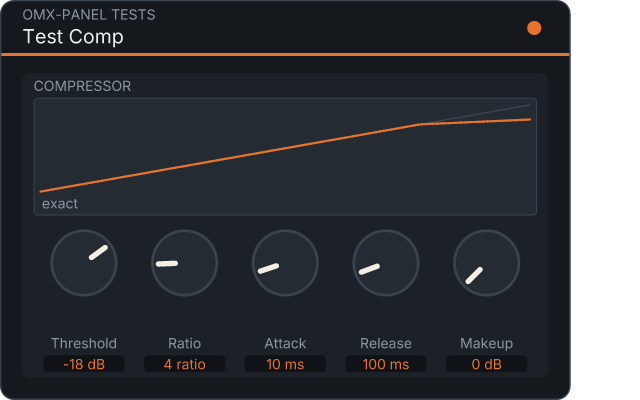 OMX-PANEL TESTS
Test Comp
COMPRESSOR
exact
Threshold Ratio Attack Release Makeup
-18 dB 4 ratio 10 ms 100 ms 0 dB